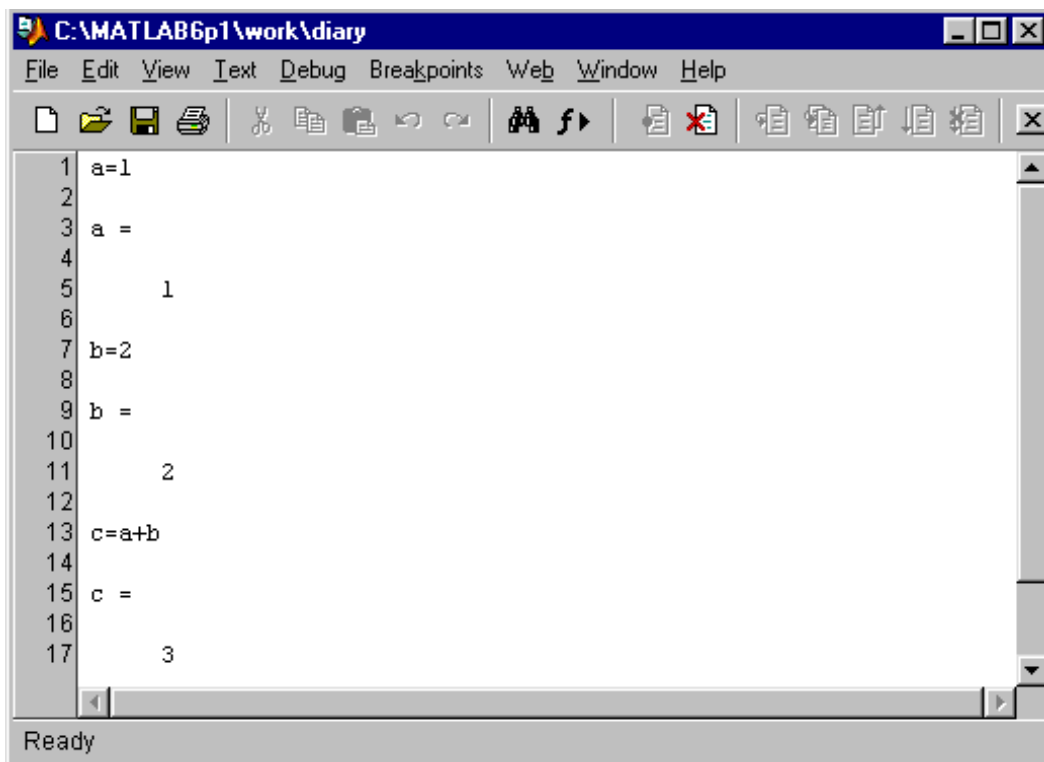 C:\MATLAB6p1\work\diary
File Edit View Text Debug Breakpoints Web Window Help
1 a=1
2
3 a =
4
5 1
6
7 b=2
8
9 b =
10
11 2
12
13 c=a+b
14
15 c =
16
17 3
Ready